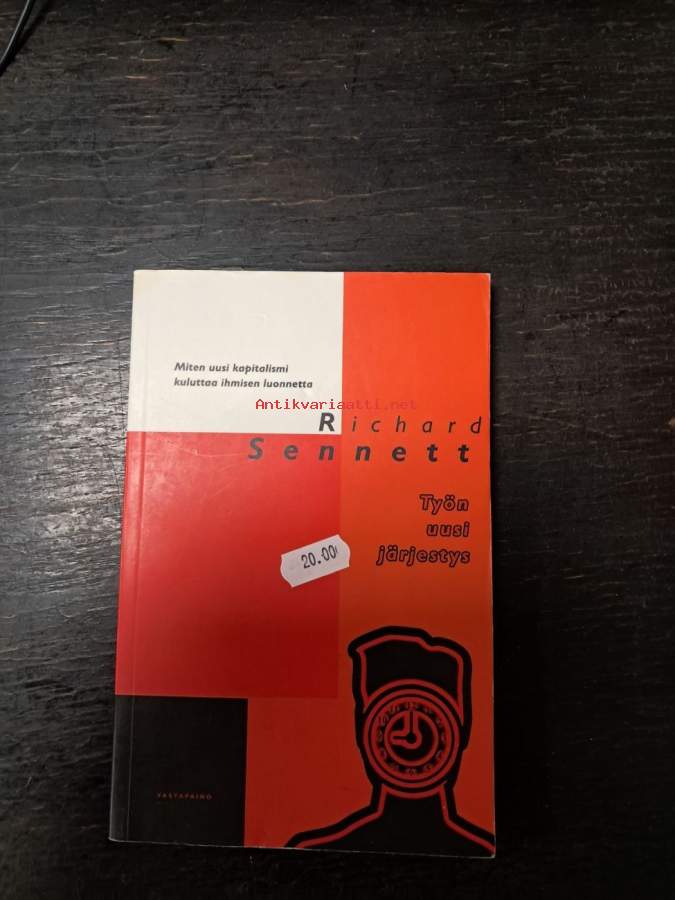 Miten uusi kapitalismi
kuluttaa ihmisen luonnetta
Antikvariaatti.net
Richard
Sennett
Työn
uusi
järjestys
20.00
VASTAPAINO